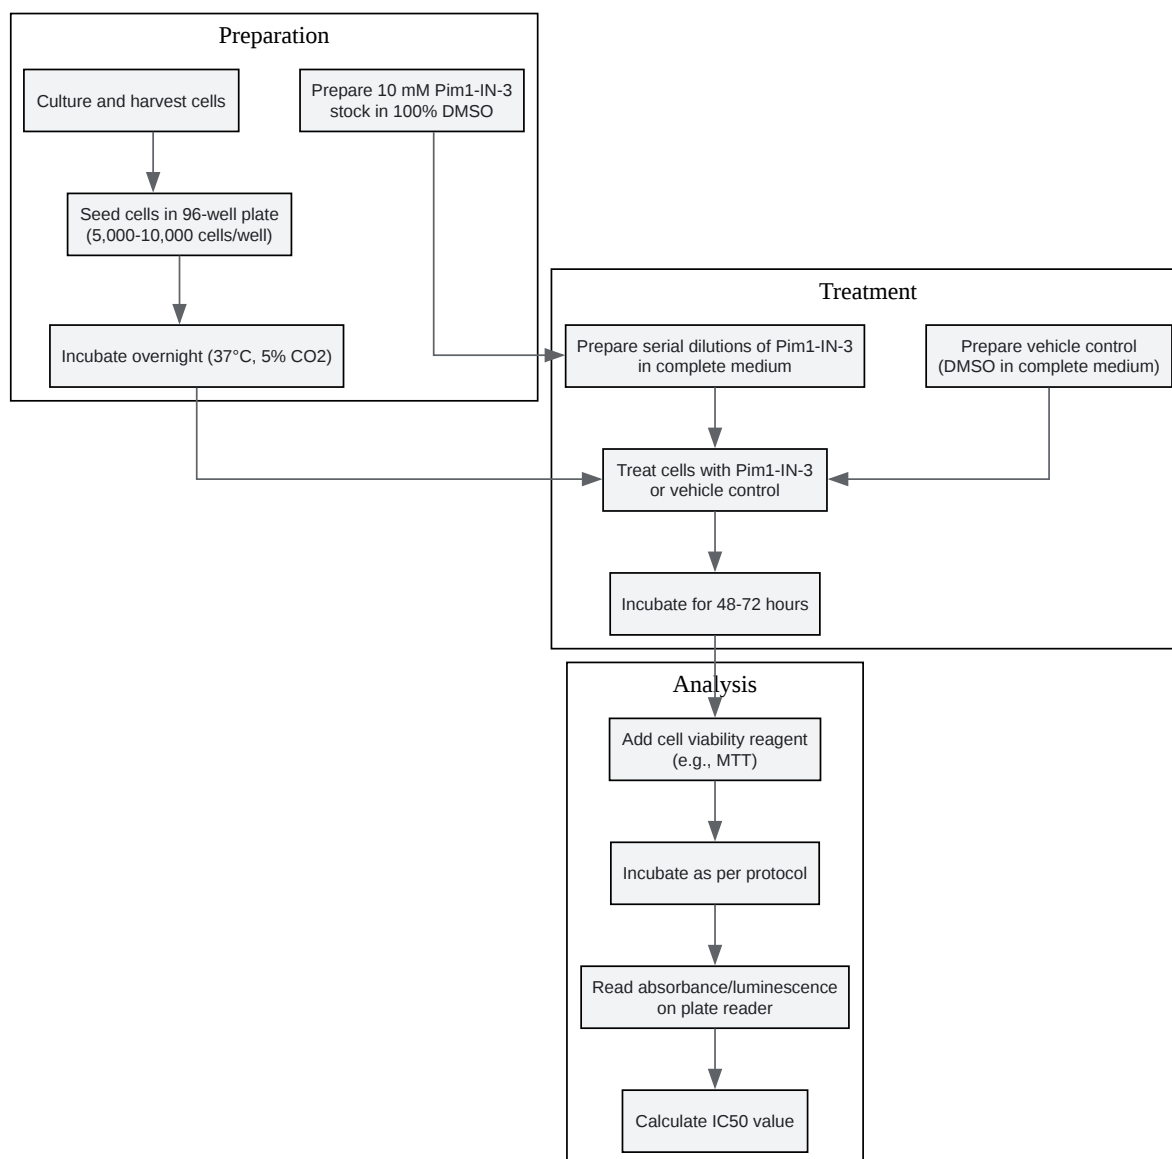 Preparation
Culture and harvest cells
Prepare 10 mM Pim1-IN-3
stock in 100% DMSO
Seed cells in 96-well plate
(5,000-10,000 cells/well)
Incubate overnight (37°C, 5% CO2)
Treatment
Prepare serial dilutions of Pim1-IN-3
in complete medium
Prepare vehicle control
(DMSO in complete medium)
Treat cells with Pim1-IN-3
or vehicle control
Incubate for 48-72 hours
Analysis
Add cell viability reagent
(e.g., MTT)
Incubate as per protocol
Read absorbance/luminescence
on plate reader
Calculate IC50 value